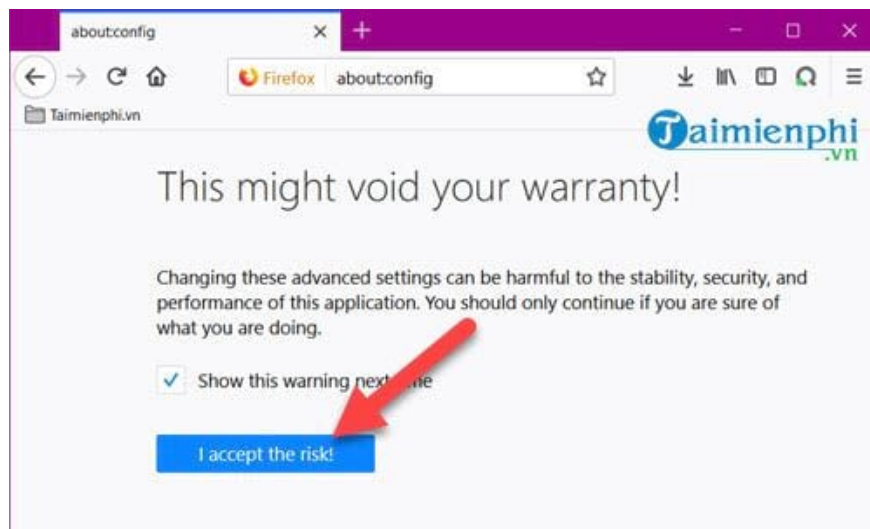 about:config
Firefox about:config
Taimienphi.vn
Taimienphi
.vn
This might void your warranty!
Changing these advanced settings can be harmful to the stability, security, and
performance of this application. You should only continue if you are sure of
what you are doing.
Show this warning next me
I accept the risk!